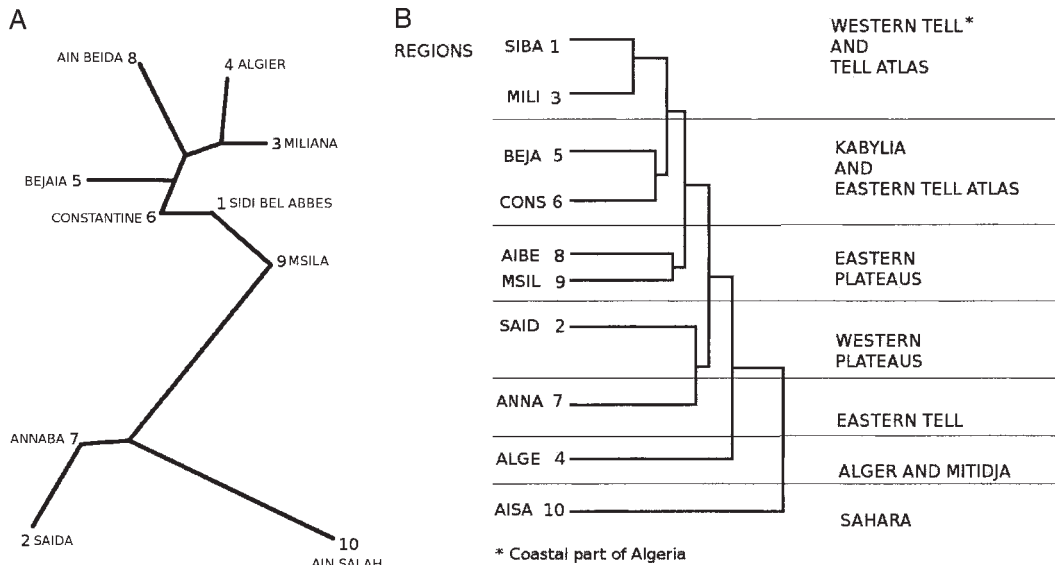 A
AIN BEIDA 8
4 ALGIER
3 MILIANA
BEJAIA 5
CONSTANTINE 6
1 SIDI BEL ABBES
9 MSILA
ANNABA 7
2 SAIDA
10
AIN SALAH
B
REGIONS
SIBA 1
MILI 3
WESTERN TELL*
AND
TELL ATLAS
BEJA 5
CONS 6
KABYLIA
AND
EASTERN TELL ATLAS
AIBE 8
MSIL 9
EASTERN
PLATEAUS
SAID 2
WESTERN
PLATEAUS
ANNA 7
EASTERN TELL
ALGE 4
ALGER AND MITIDJA
AISA 10
SAHARA
* Coastal part of Algeria